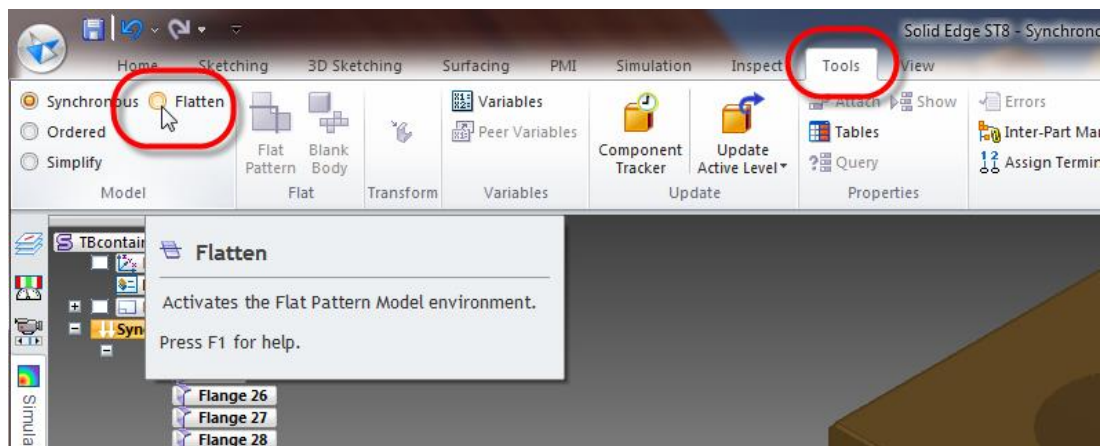 Solid Edge ST8 - Synchrono
Home Sketching 3D Sketching Surfacing PMI Simulation Inspect Tools View
Synchronous Flatten
Ordered
Simplify
Model
Flat Pattern
Blank Body
Flat
Transform
Variables
Peer Variables
Variables
Component Tracker
Update Active Level
Update
Attach Show
Tables
Query
Properties
Errors
Inter-Part Mar
Assign Termin
TBcontain
Syn
Flatten
Activates the Flat Pattern Model environment.
Press F1 for help.
Flange 26
Flange 27
Flange 28
Simula